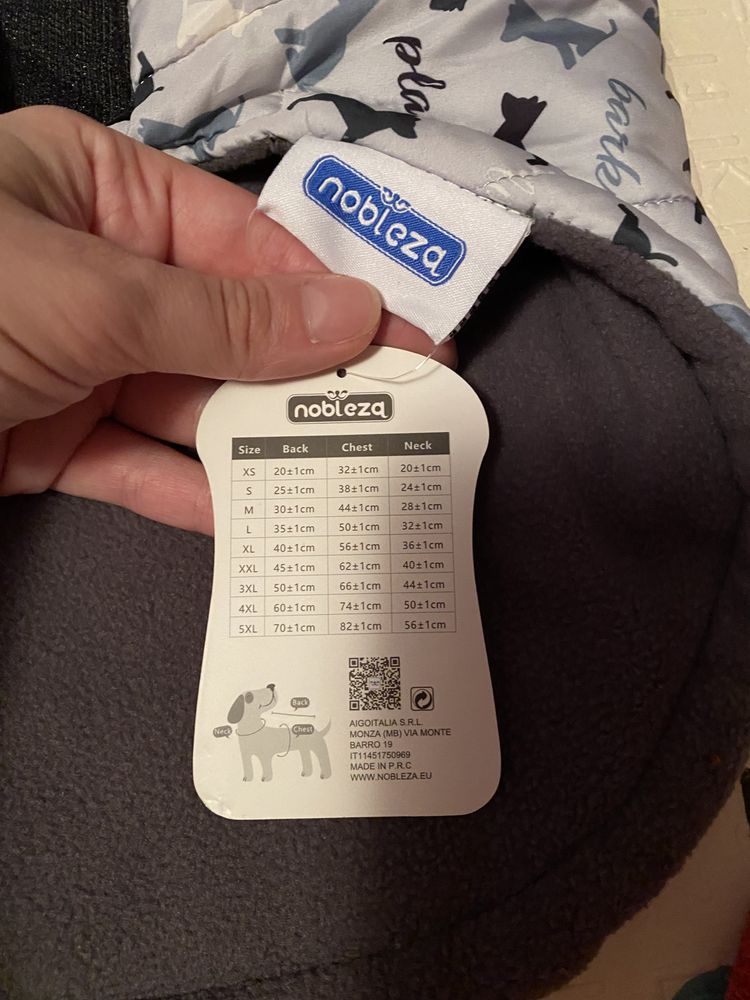 pla
bark
nobleza
nobleza
Size Back Chest Neck
XS 20±1cm 32±1cm 20±1cm
S 25±1cm 38±1cm 24±1cm
M 30±1cm 44±1cm 28±1cm
L 35±1cm 50±1cm 32±1cm
XL 40±1cm 56±1cm 36±1cm
XXL 45±1cm 62±1cm 40±1cm
3XL 50±1cm 66±1cm 44±1cm
4XL 60±1cm 74±1cm 50±1cm
5XL 70±1cm 82±1cm 56±1cm
Back
Neck
Chest
AIGOITALIA S.R.L.
MONZA (MB) VIA MONTE
BARRO 19
IT11451750969
MADE IN P.R.C
WWW.NOBLEZA.EU